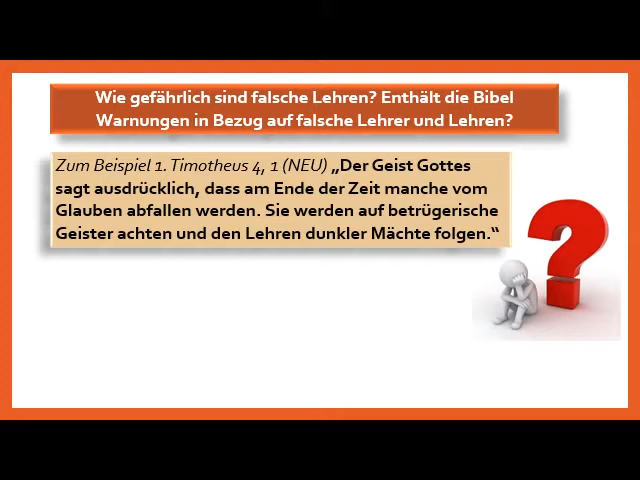 Wie gefährlich sind falsche Lehren? Enthält die Bibel
Warnungen in Bezug auf falsche Lehrer und Lehren?
Zum Beispiel 1. Timotheus 4, 1 (NEU) „Der Geist Gottes
sagt ausdrücklich, dass am Ende der Zeit manche vom
Glauben abfallen werden. Sie werden auf betrügerische
Geister achten und den Lehren dunkler Mächte folgen.“
?